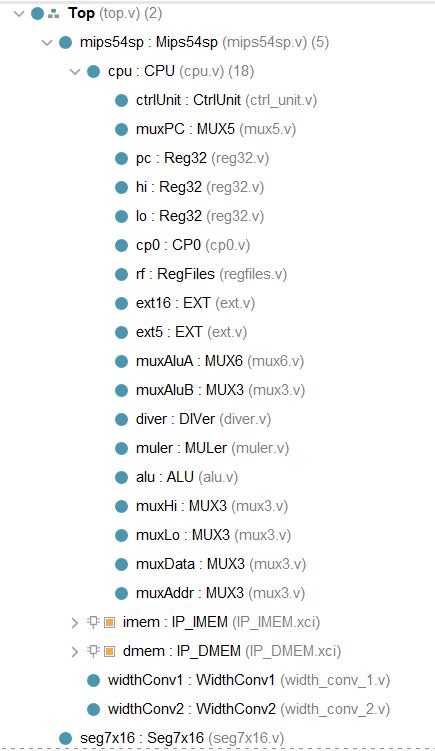 Top (top.v) (2)
mips54sp : Mips54sp (mips54sp.v) (5)
cpu : CPU (cpu.v) (18)
ctrlUnit : CtrlUnit (ctrl_unit.v)
muxPC : MUX5 (mux5.v)
pc : Reg32 (reg32.v)
hi : Reg32 (reg32.v)
lo : Reg32 (reg32.v)
cp0 : CP0 (cp0.v)
rf : RegFiles (regfiles.v)
ext16 : EXT (ext.v)
ext5 : EXT (ext.v)
muxAluA : MUX6 (mux6.v)
muxAluB : MUX3 (mux3.v)
diver : DIVer (diver.v)
muler : MULer (muler.v)
alu : ALU (alu.v)
muxHi : MUX3 (mux3.v)
muxLo : MUX3 (mux3.v)
muxData : MUX3 (mux3.v)
muxAddr : MUX3 (mux3.v)
imem : IP_IMEM (IP_IMEM.xci)
dmem : IP_DMEM (IP_DMEM.xci)
widthConv1 : WidthConv1 (width_conv_1.v)
widthConv2 : WidthConv2 (width_conv_2.v)
seg7x16 : Seg7x16 (seg7x16.v)